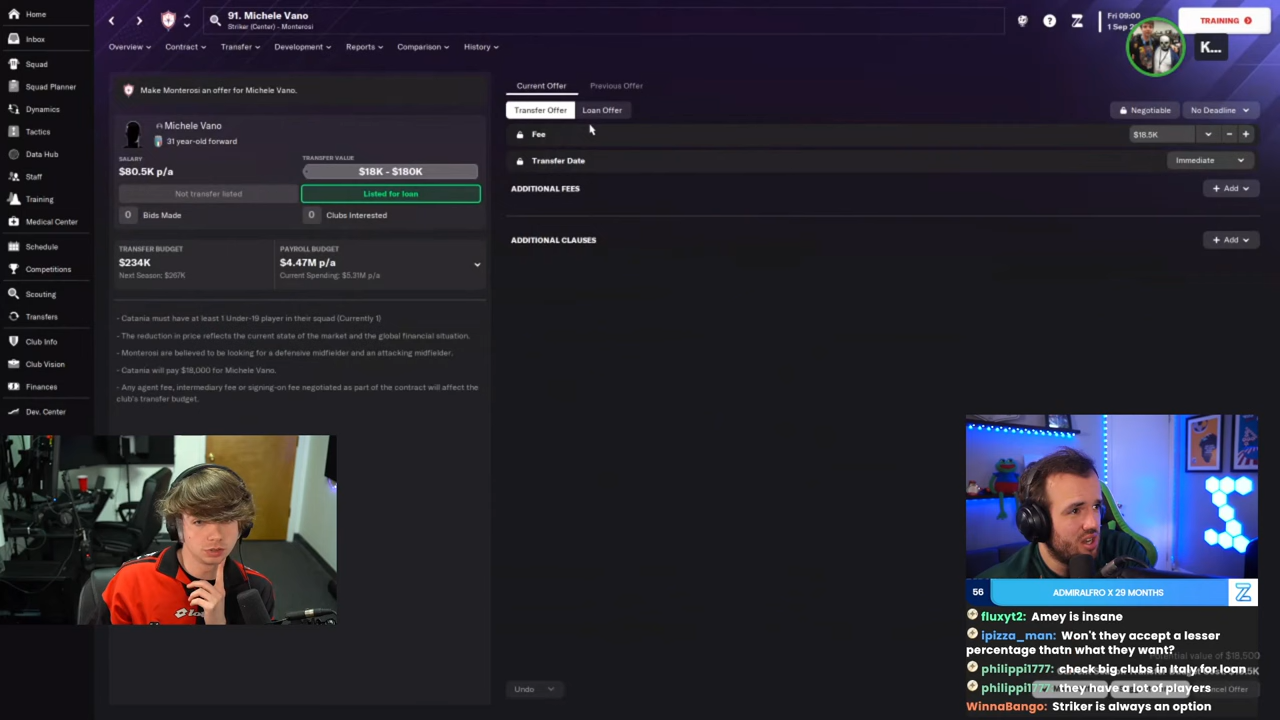 Home
Inbox
Squad
Squad Planner
Dynamics
Tactics
Data Hub
Staff
Training
Medical Center
Schedule
Competitions
Scouting
Transfers
Club Info
Club Vision
Finances
Dev. Center
91. Michele Vano
Striker (Center) - Monterosi
Fri 09:00
1 Sep
TRAINING
K...
Overview
Contract
Transfer
Development
Reports
Comparison
History
Make Monterosi an offer for Michele Vano.
Michele Vano
31 year-old forward
SALARY
$80.5K p/a
TRANSFER VALUE
$18K - $180K
Not transfer listed
Listed for loan
0 Bids Made
0 Clubs Interested
TRANSFER BUDGET
$234K
Next Season: $267K
PAYROLL BUDGET
$4.47M p/a
Current Spending: $5.31M p/a
- Catania must have at least 1 Under-19 player in their squad (Currently 1)
- The reduction in price reflects the current state of the market and the global financial situation.
- Monterosi are believed to be looking for a defensive midfielder and an attacking midfielder.
- Catania will pay $18,000 for Michele Vano.
- Any agent fee, intermediary fee or signing-on fee negotiated as part of the contract will affect the
club's transfer budget.
Current Offer
Previous Offer
Transfer Offer
Loan Offer
Negotiable
No Deadline
Fee
$18.5K
Transfer Date
Immediate
ADDITIONAL FEES
+ Add
ADDITIONAL CLAUSES
+ Add
Undo
56
ADMIRALFRO X 29 MONTHS
fluxyt2: Amey is insane
ipizza_man: Won't they accept a lesser
percentage thatn what they want?
Potential value of $18,500
philipp1777: check big clubs in Italy for loan
philipp1777: they have a lot of players
WinnaBango: Striker is always an option